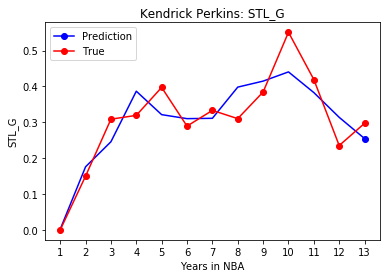 Kendrick Perkins: STL_G
Prediction
True
STL_G
0.5
0.4
0.3
0.2
0.1
0.0
1 2 3 4 5 6 7 8 9 10 11 12 13
Years in NBA